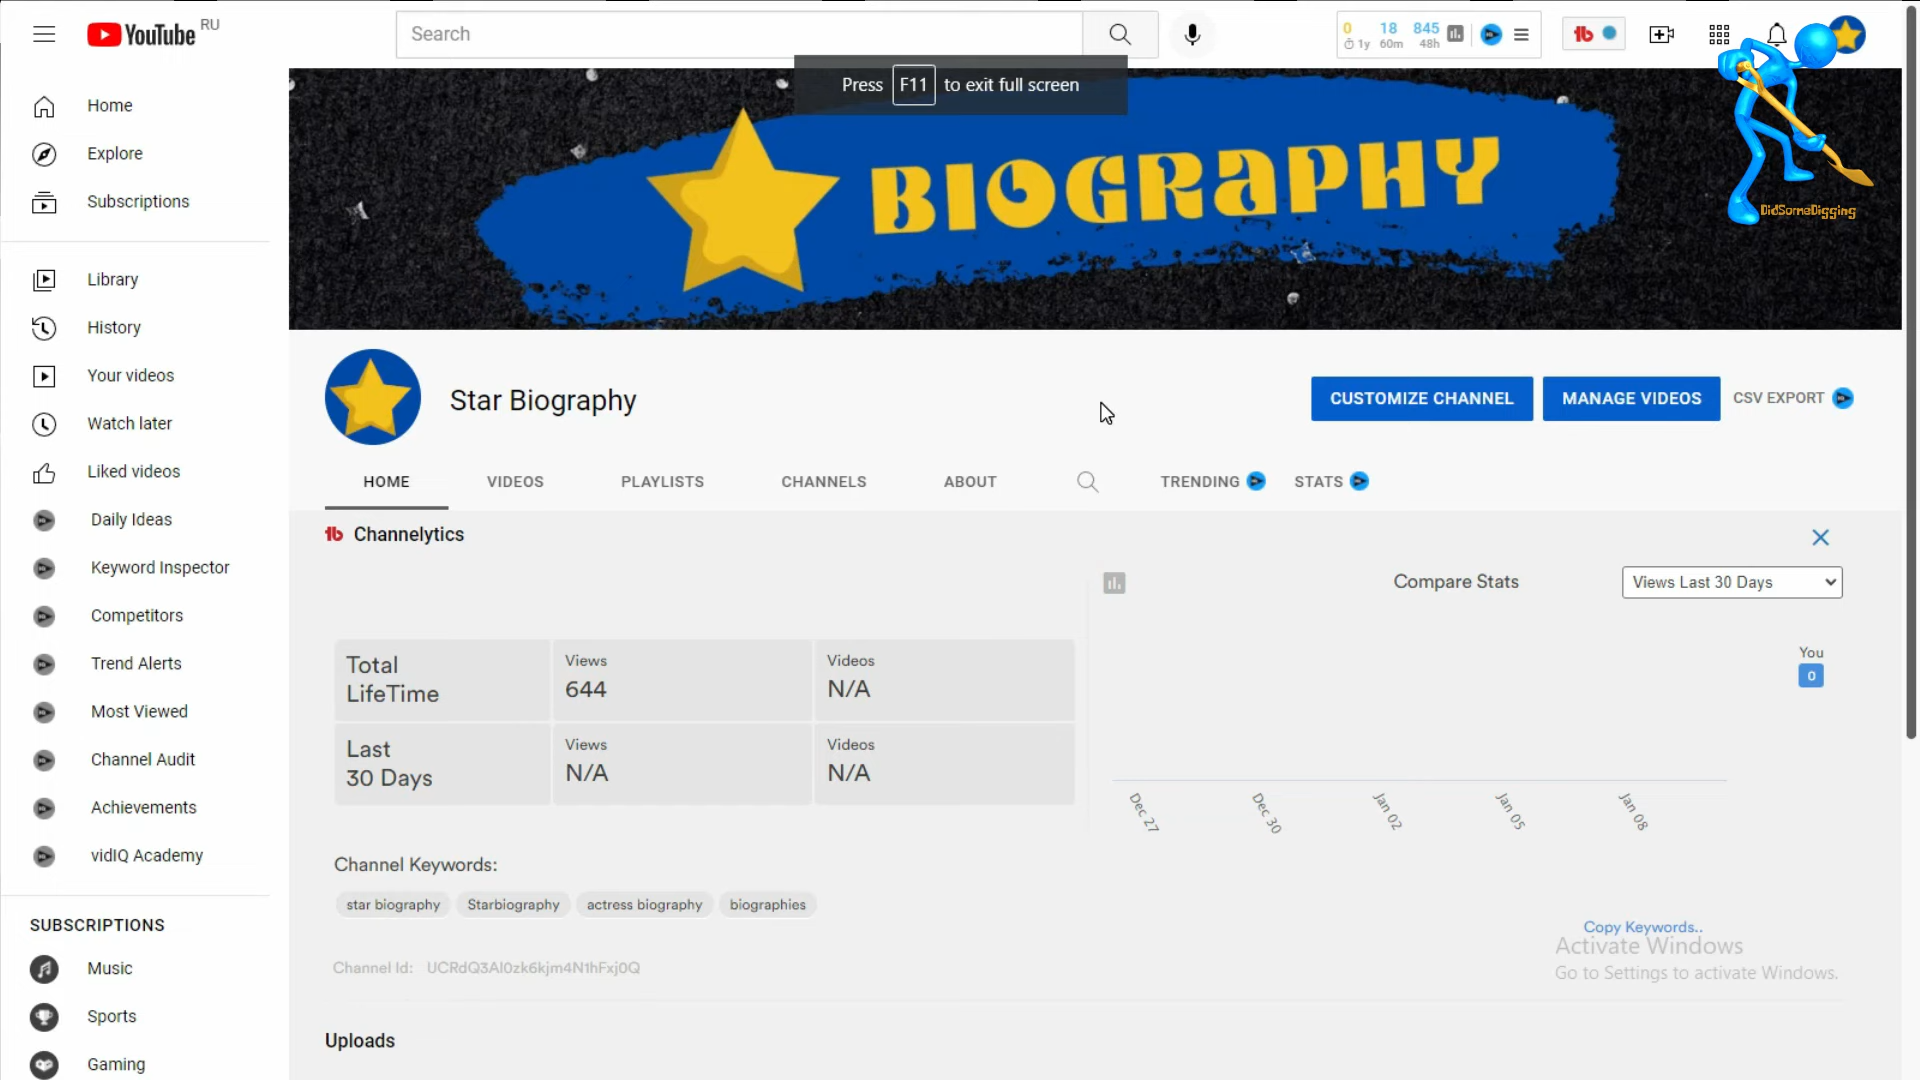 YouTube RU
Search
0 18 845
1y 60m 48h
Press F11 to exit full screen
BIOGRAPHY
DidSomeDigging
Home
Explore
Subscriptions
Library
History
Your videos
Watch later
Liked videos
Daily Ideas
Keyword Inspector
Competitors
Trend Alerts
Most Viewed
Channel Audit
Achievements
vidIQ Academy
SUBSCRIPTIONS
Music
Sports
Gaming
Star Biography
CUSTOMIZE CHANNEL
MANAGE VIDEOS
CSV EXPORT
HOME VIDEOS PLAYLISTS CHANNELS ABOUT TRENDING STATS
tb Channelytics
Compare Stats
Views Last 30 Days
You
0
Total LifeTime
Views
644
Videos
N/A
Last 30 Days
Views
N/A
Videos
N/A
Dec 27 Dec 30 Jan 02 Jan 05 Jan 08
Channel Keywords:
star biography Starbiography actress biography biographies
Copy Keywords..
Activate Windows
Go to Settings to activate Windows.
Channel Id: UCRdQ3Al0zk6kjm4N1hFxj0Q
Uploads